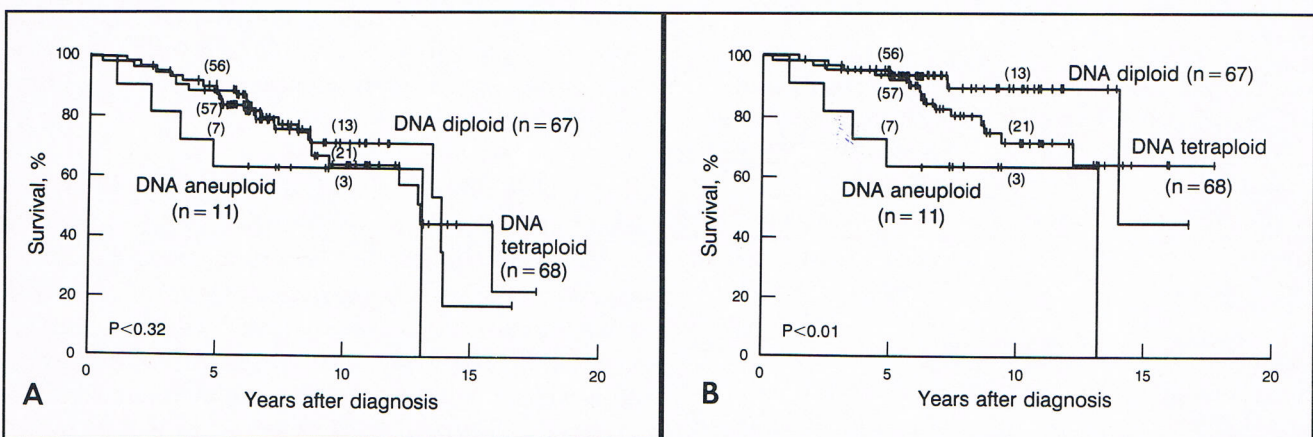 100
80
60
40
20
0
Survival, %
(56)
(57)
(7)
(13)
(21)
(3)
DNA diploid (n=67)
DNA aneuploid
(n=11)
DNA
tetraploid
(n=68)
P<0.32
0 5 10 15 20
Years after diagnosis
A
100
80
60
40
20
0
Survival, %
(56)
(57)
(7)
(13)
(21)
(3)
DNA diploid (n=67)
DNA tetraploid
(n=68)
DNA aneuploid
(n=11)
P<0.01
0 5 10 15 20
Years after diagnosis
B